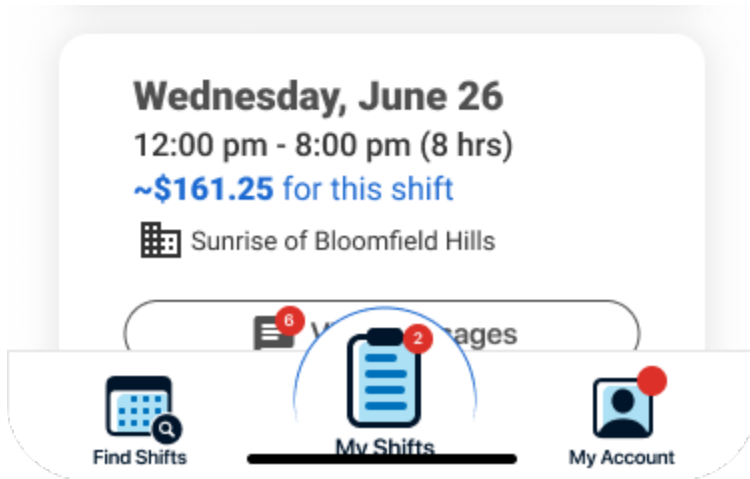 Wednesday, June 26
12:00 pm - 8:00 pm (8 hrs)
~$161.25 for this shift
Sunrise of Bloomfield Hills
6
2
Find Shifts
My Shifts
My Account